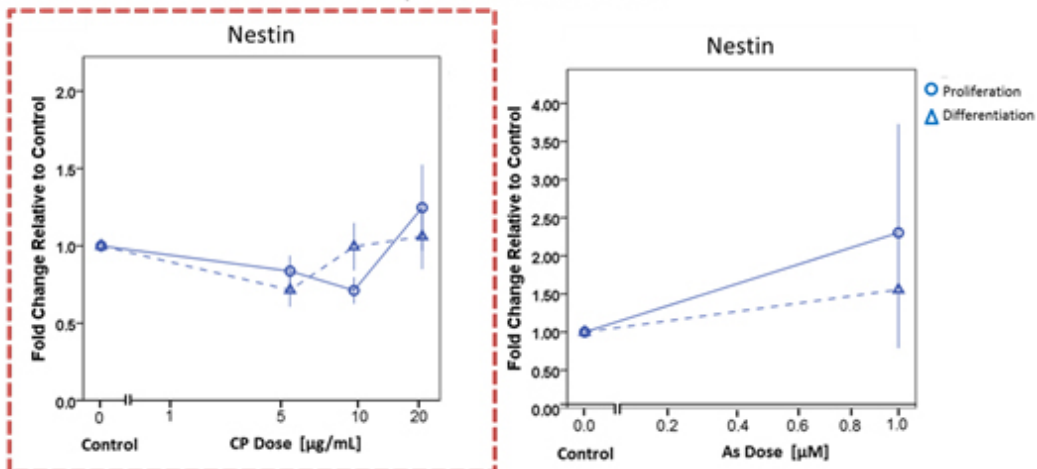 Nestin
Fold Change Relative to Control
2.0
1.5
1.0
0.5
0.0
0 1 5 10 20
Control CP Dose [µg/mL]
Nestin
Fold Change Relative to Control
4.00
3.50
3.00
2.50
2.00
1.50
1.00
0.50
0.00
0.0 0.2 0.4 0.6 0.8 1.0
Control As Dose [µM]
Proliferation
Differentiation